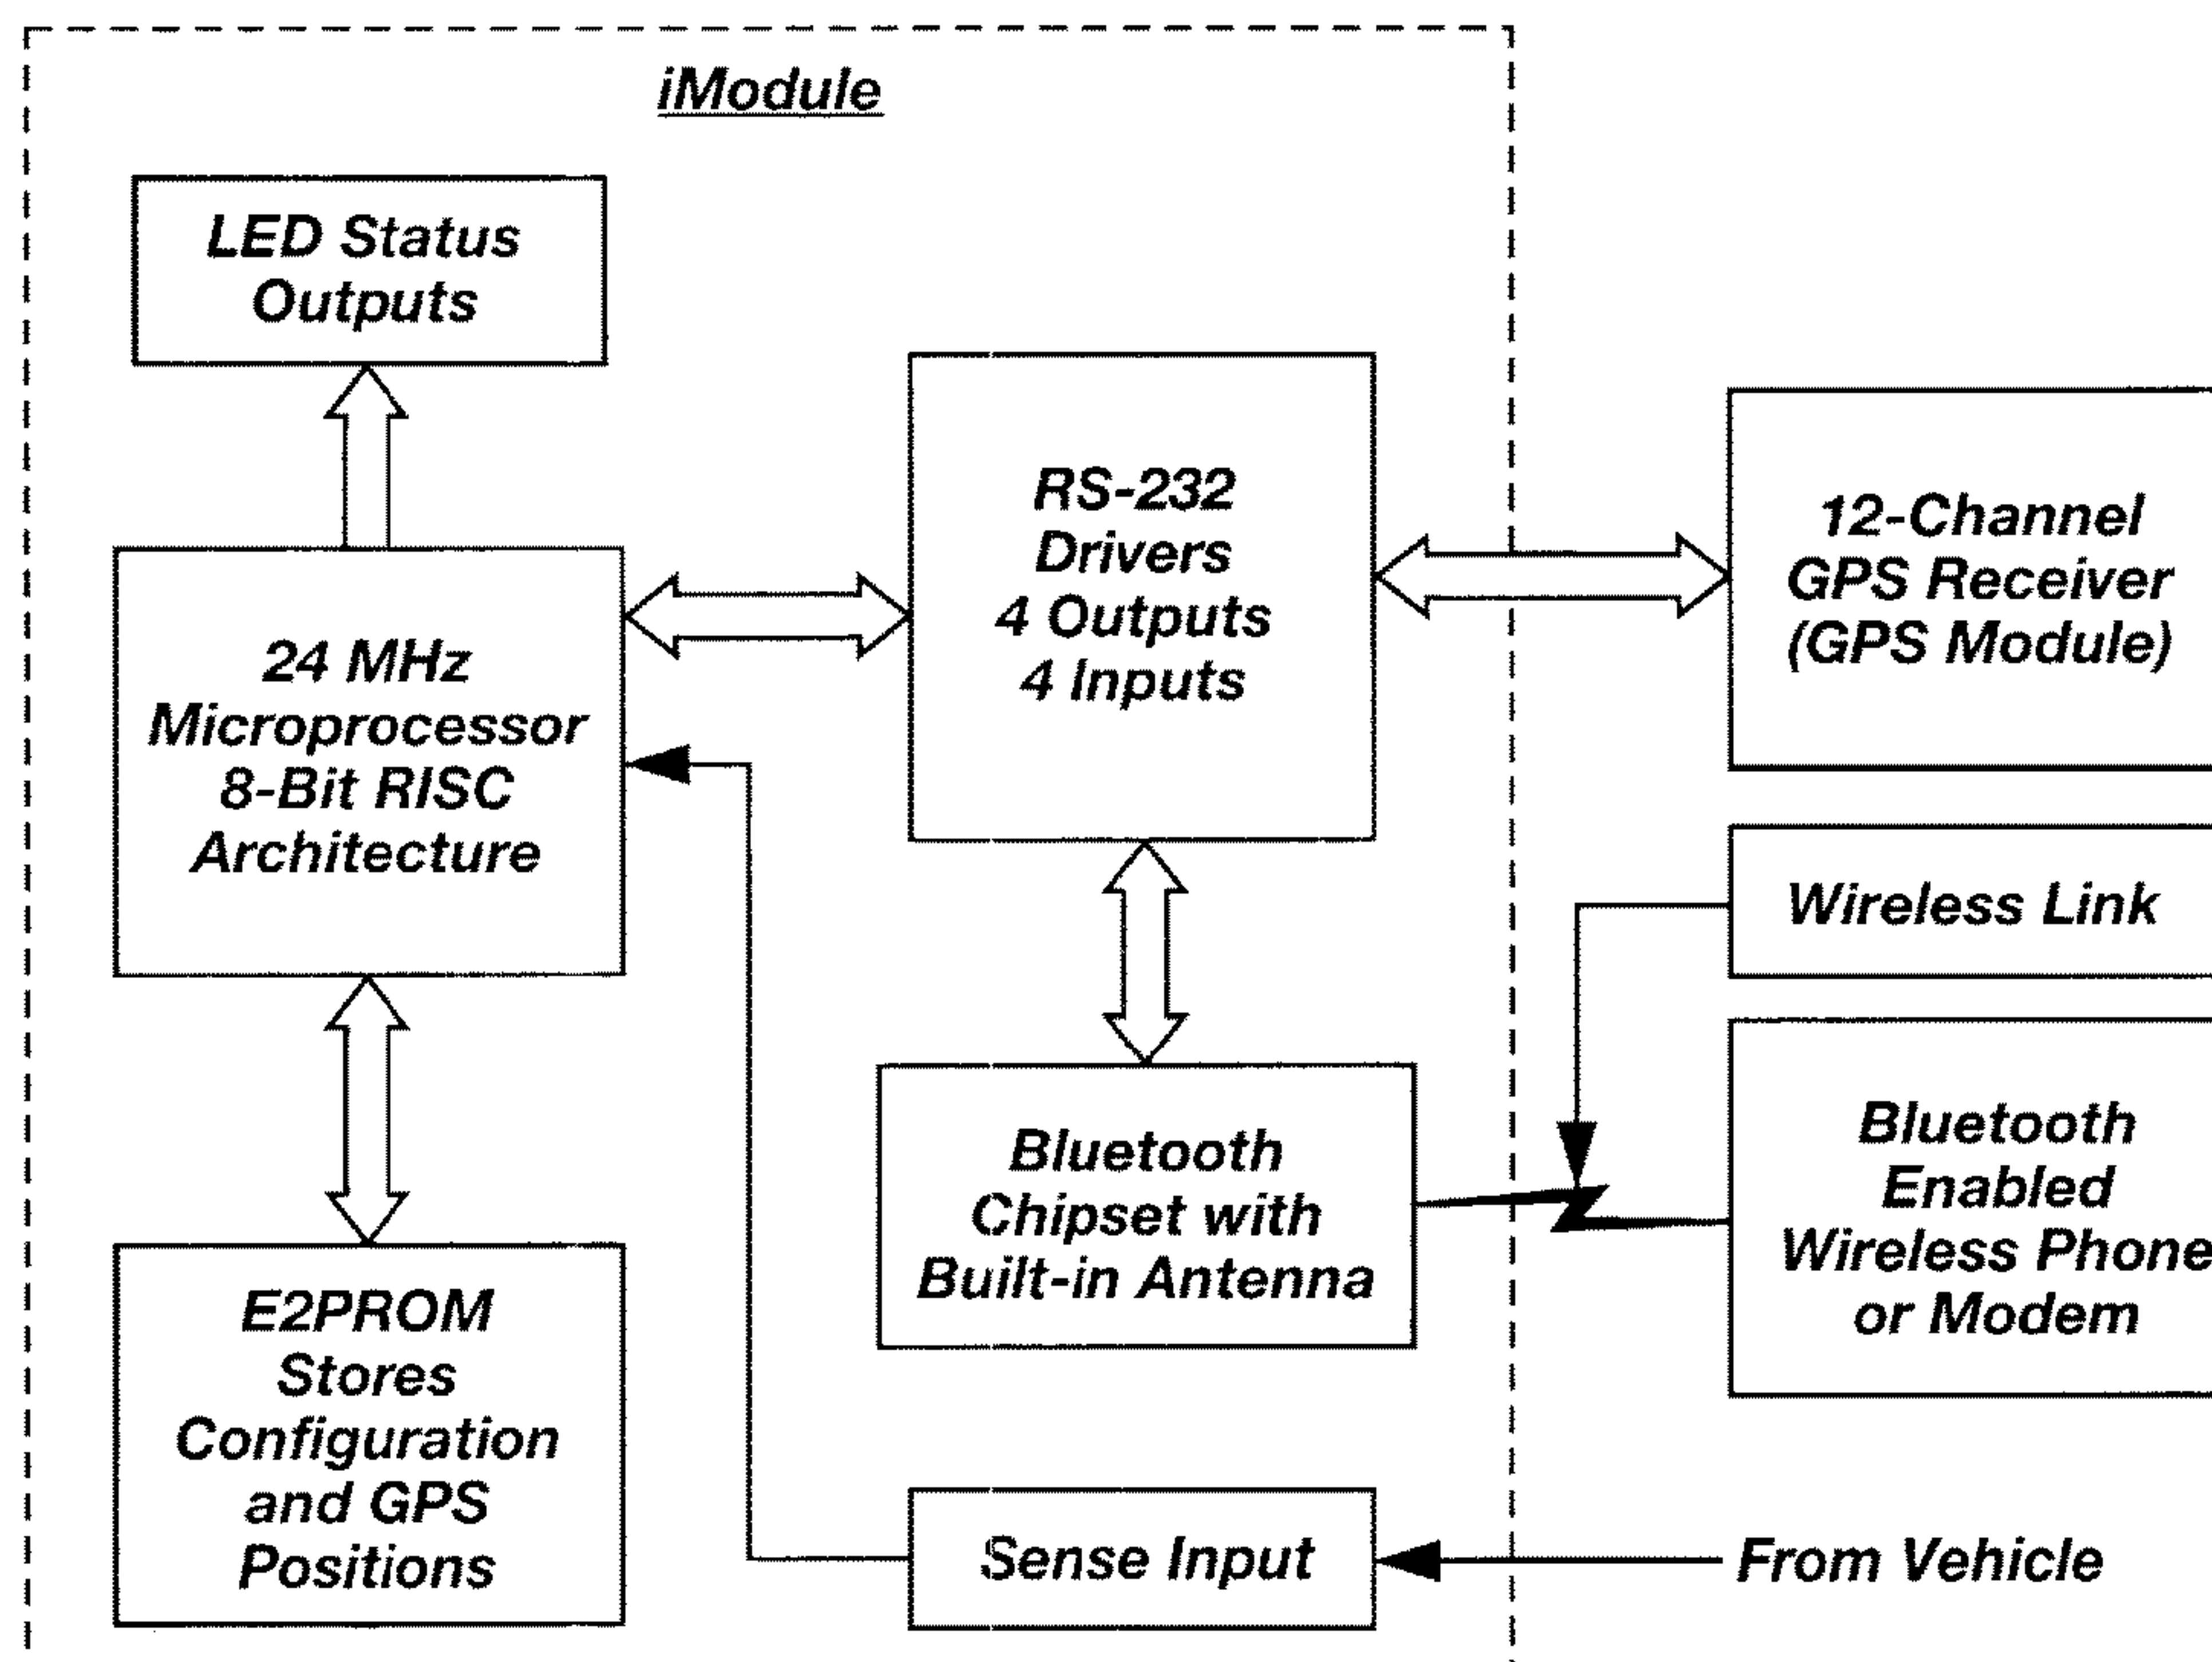 iModule
LED Status
Outputs
RS-232
Drivers
4 Outputs
4 Inputs
12-Channel
GPS Receiver
(GPS Module)
24 MHz
Microprocessor
8-Bit RISC
Architecture
Wireless Link
Bluetooth
Chipset with
Built-in Antenna
Bluetooth
Enabled
Wireless Phone
or Modem
E2PROM
Stores
Configuration
and GPS
Positions
Sense Input
From Vehicle